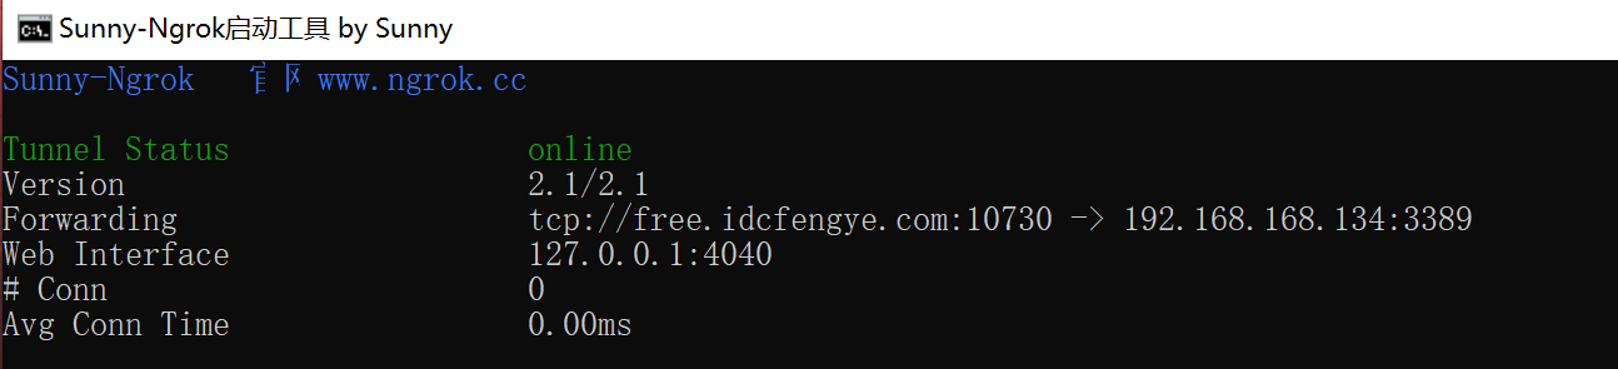 Sunny-Ngrok启动工具 by Sunny
Sunny-Ngrok 官网 www.ngrok.cc
Tunnel Status online
Version 2.1/2.1
Forwarding tcp://free.idcfengye.com:10730 -> 192.168.168.134:3389
Web Interface 127.0.0.1:4040
# Conn 0
Avg Conn Time 0.00ms